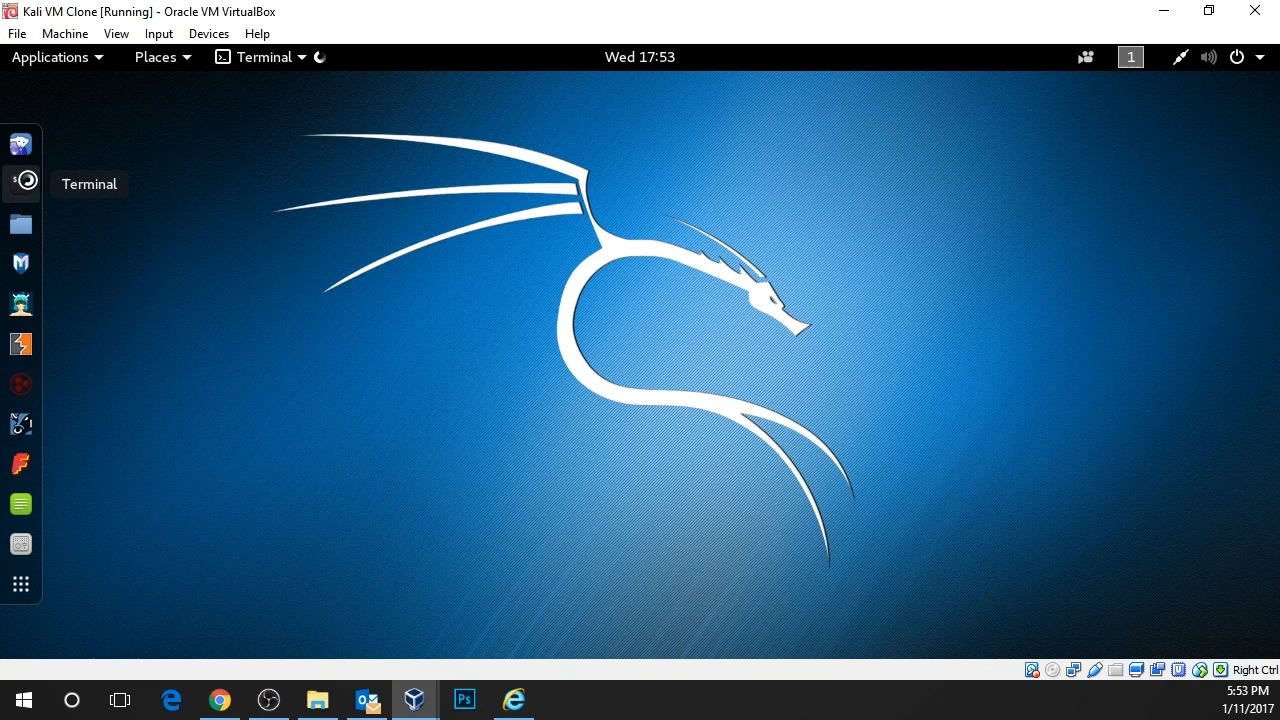 Kali VM Clone [Running] - Oracle VM VirtualBox
File Machine View Input Devices Help
Applications Places Terminal Wed 17:53 1
$
Terminal
Right Ctrl
Ps
5:53 PM
1/11/2017